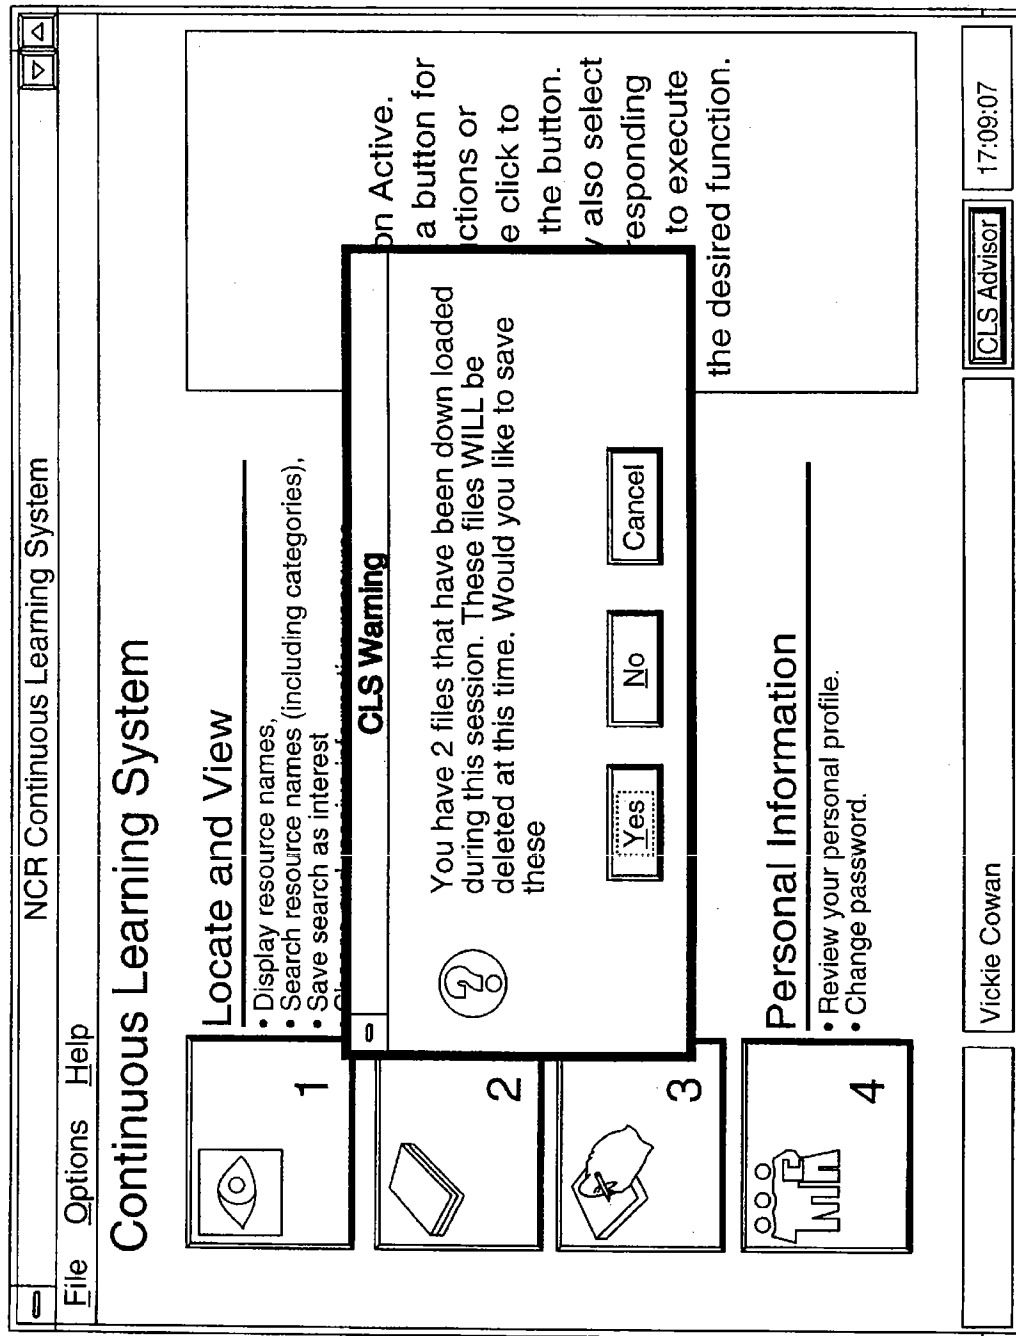 NCR Continuous Learning System
File Options Help
Continuous Learning System
1
Locate and View
• Display resource names,
• Search resource names (including categories),
• Save search as interest
on Active.
a button for
ctions or
e click to
the button.
also select
responding
to execute
the desired function.
CLS Warning
You have 2 files that have been down loaded
during this session. These files WILL be
deleted at this time. Would you like to save
these
Yes
No
Cancel
2
3
4
Personal Information
• Review your personal profile.
• Change password.
Vickie Cowan
CLS Advisor
17:09:07